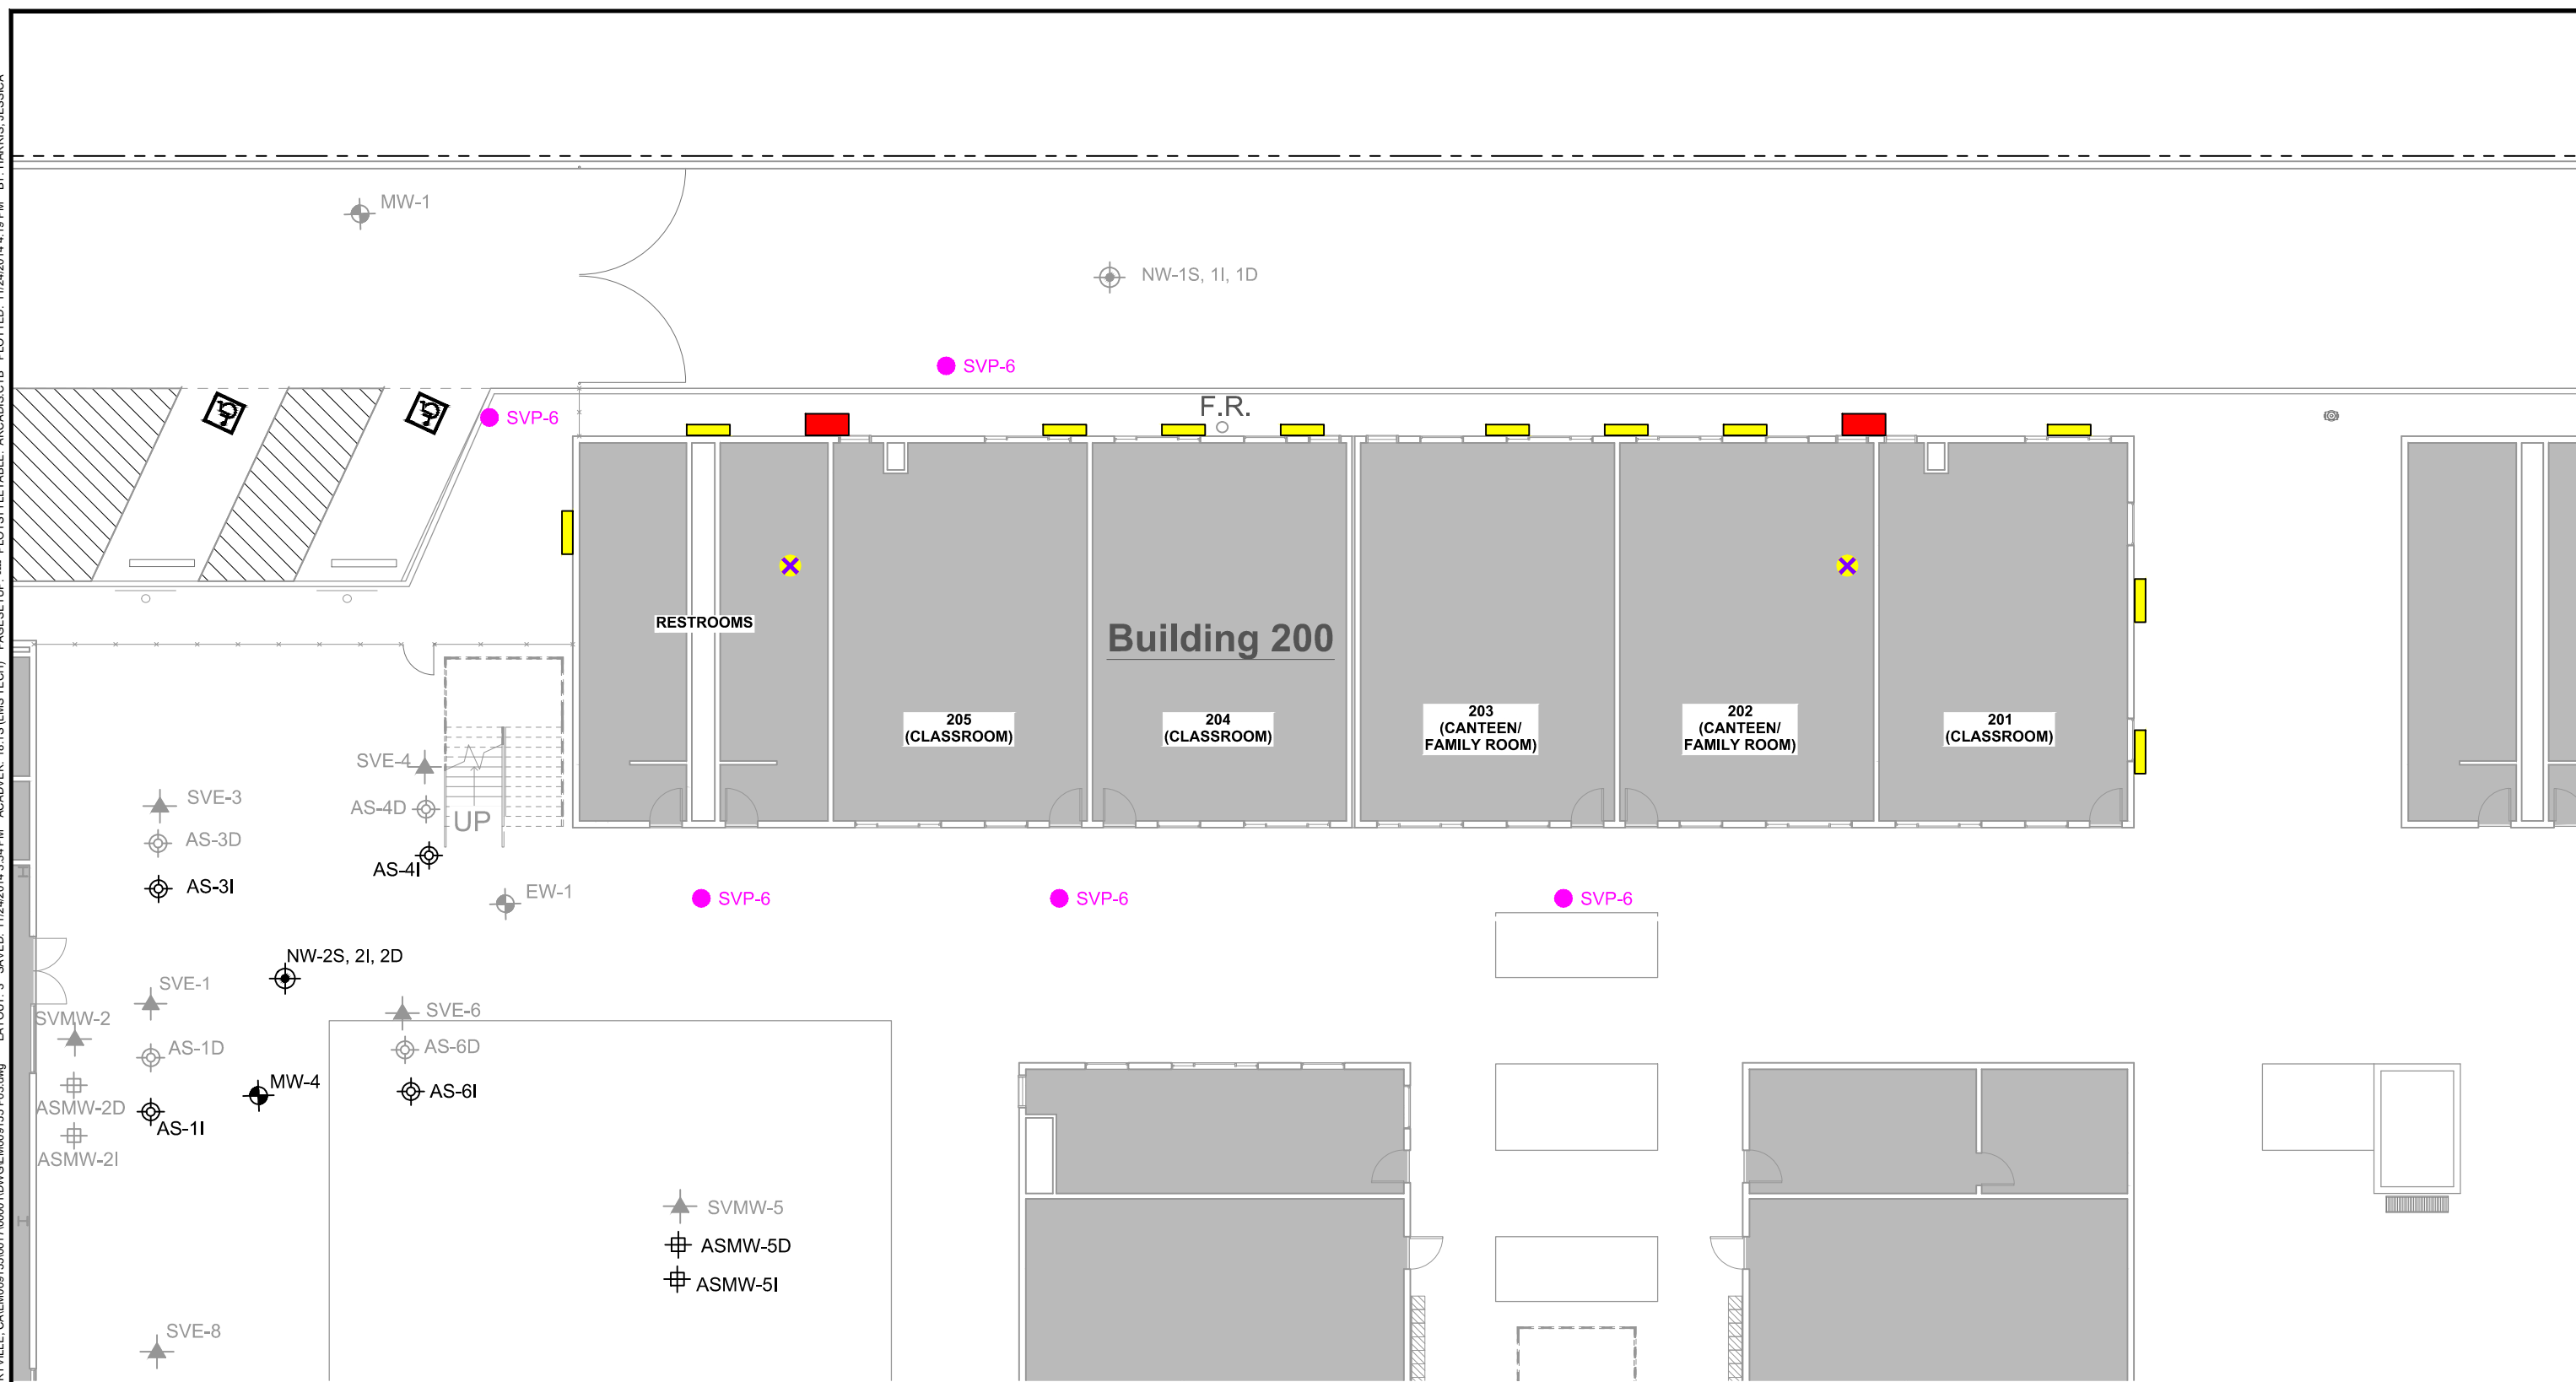 MW-1
NW-1S, 1I, 1D
SVP-6
SVP-6
F.R.
RESTROOMS
Building 200
205
(CLASSROOM)
204
(CLASSROOM)
203
(CANTEEN/
FAMILY ROOM)
202
(CANTEEN/
FAMILY ROOM)
201
(CLASSROOM)
SVE-4
SVE-3
AS-4D
UP
AS-3D
AS-4I
AS-3I
EW-1
SVP-6
SVP-6
SVP-6
NW-2S, 2I, 2D
SVE-1
SVE-6
SVMW-2
AS-1D
AS-6D
MW-4
AS-6I
ASMW-2D
AS-1I
ASMW-2I
SVMW-5
ASMW-5D
ASMW-5I
SVE-8